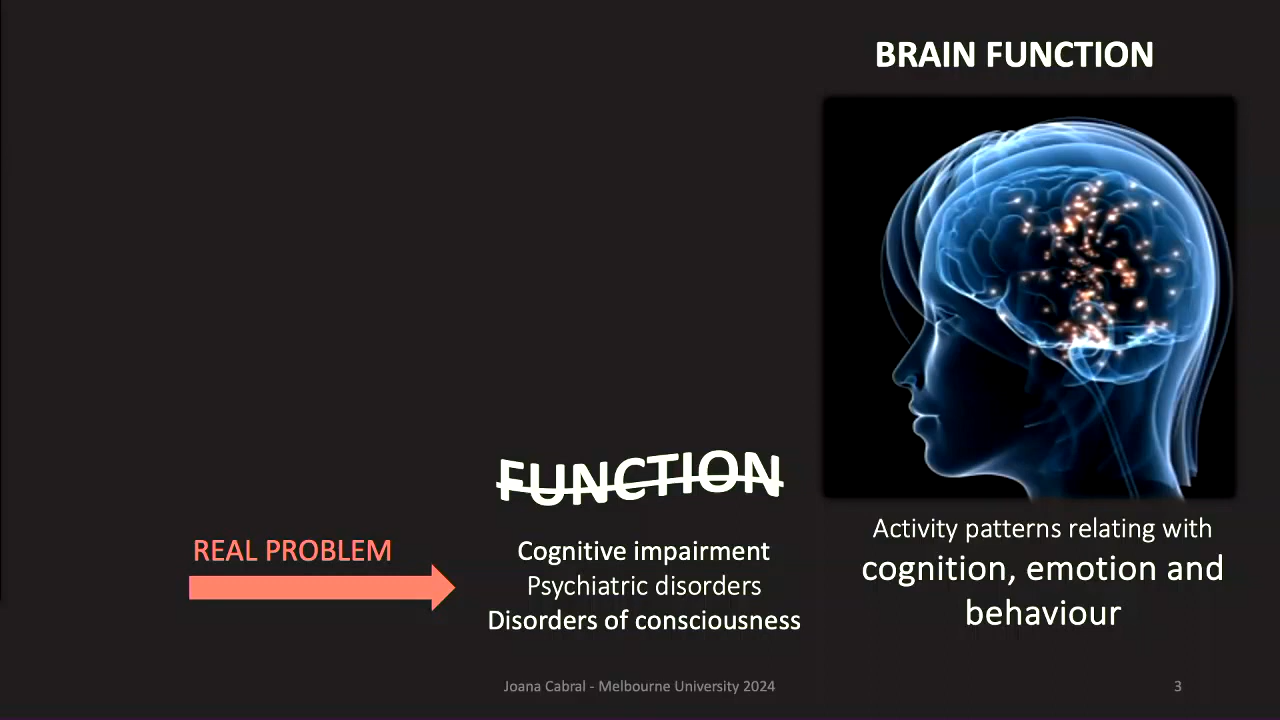 BRAIN FUNCTION
FUNCTION
REAL PROBLEM
Cognitive impairment
Psychiatric disorders
Disorders of consciousness
Activity patterns relating with
cognition, emotion and
behaviour
Joana Cabral - Melbourne University 2024
3